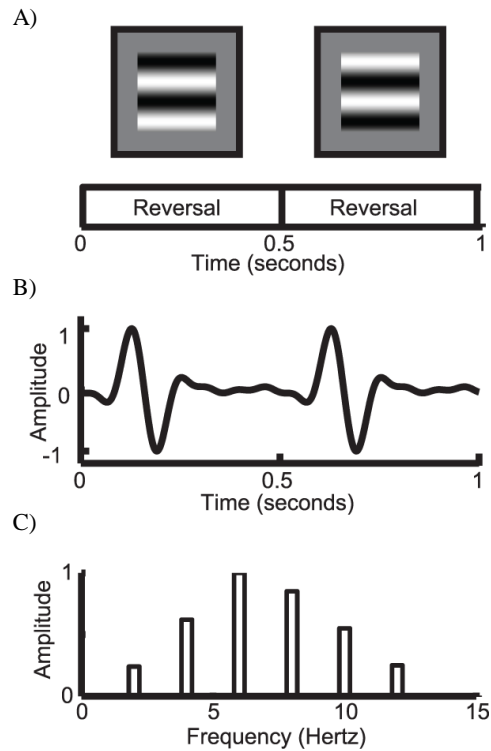 A)
Reversal Reversal
0 0.5 1
Time (seconds)
B)
1
0
-1
Amplitude
0 0.5 1
Time (seconds)
C)
1
0
Amplitude
0 5 10 15
Frequency (Hertz)